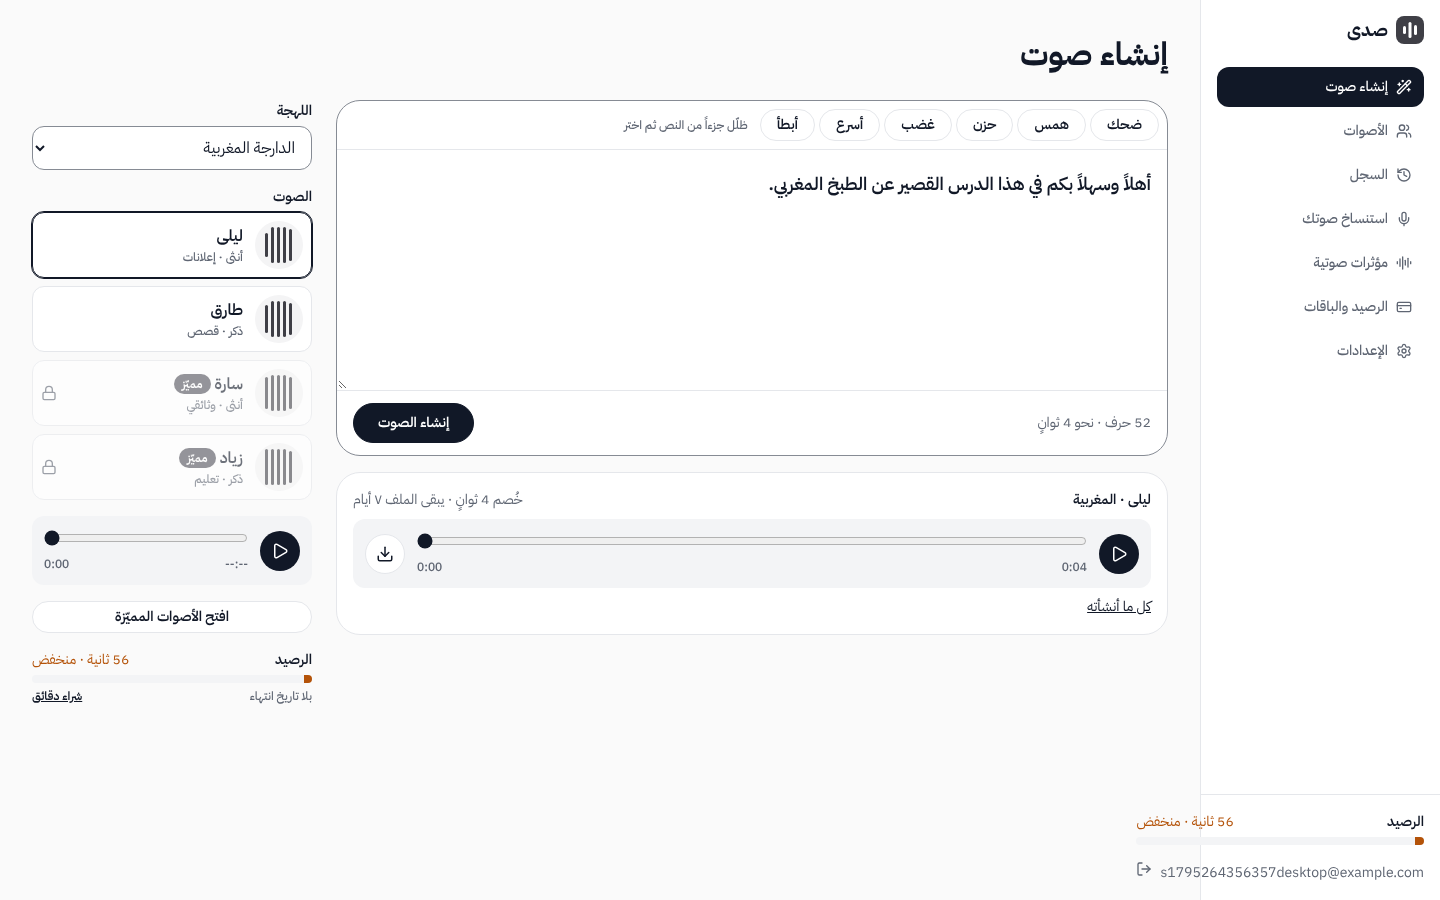 صدى
إنشاء صوت
الأصوات
السجل
استنساخ صوتك
مؤثرات صوتية
الرصيد والباقات
الإعدادات
الرصيد
56 ثانية · منخفض
s1795264356357desktop@example.com
إنشاء صوت
ضحك
همس
حزن
غضب
أسرع
أبطأ
ظلّل جزءاً من النص ثم اختر
أهلاً وسهلاً بكم في هذا الدرس القصير عن الطبخ المغربي.
52 حرف · نحو 4 ثوانٍ
إنشاء الصوت
ليلى · المغربية
خُصم 4 ثوانٍ · يبقى الملف ٧ أيام
0:04
0:00
كل ما أنشأته
اللهجة
الدارجة المغربية
الصوت
ليلى
أنثى · إعلانات
طارق
ذكر · قصص
سارة مميّز
أنثى · وثائقي
زياد مميّز
ذكر · تعليم
--:--
0:00
افتح الأصوات المميّزة
الرصيد
56 ثانية · منخفض
بلا تاريخ انتهاء
شراء دقائق